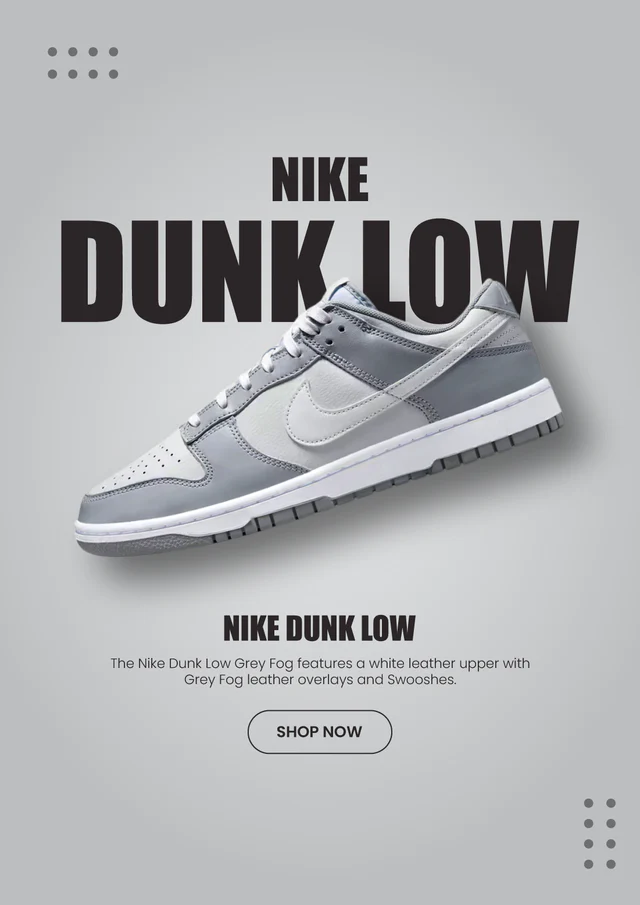 NIKE
DUNK LOW
NIKE DUNK LOW
The Nike Dunk Low Grey Fog features a white leather upper with
Grey Fog leather overlays and Swooshes.
SHOP NOW